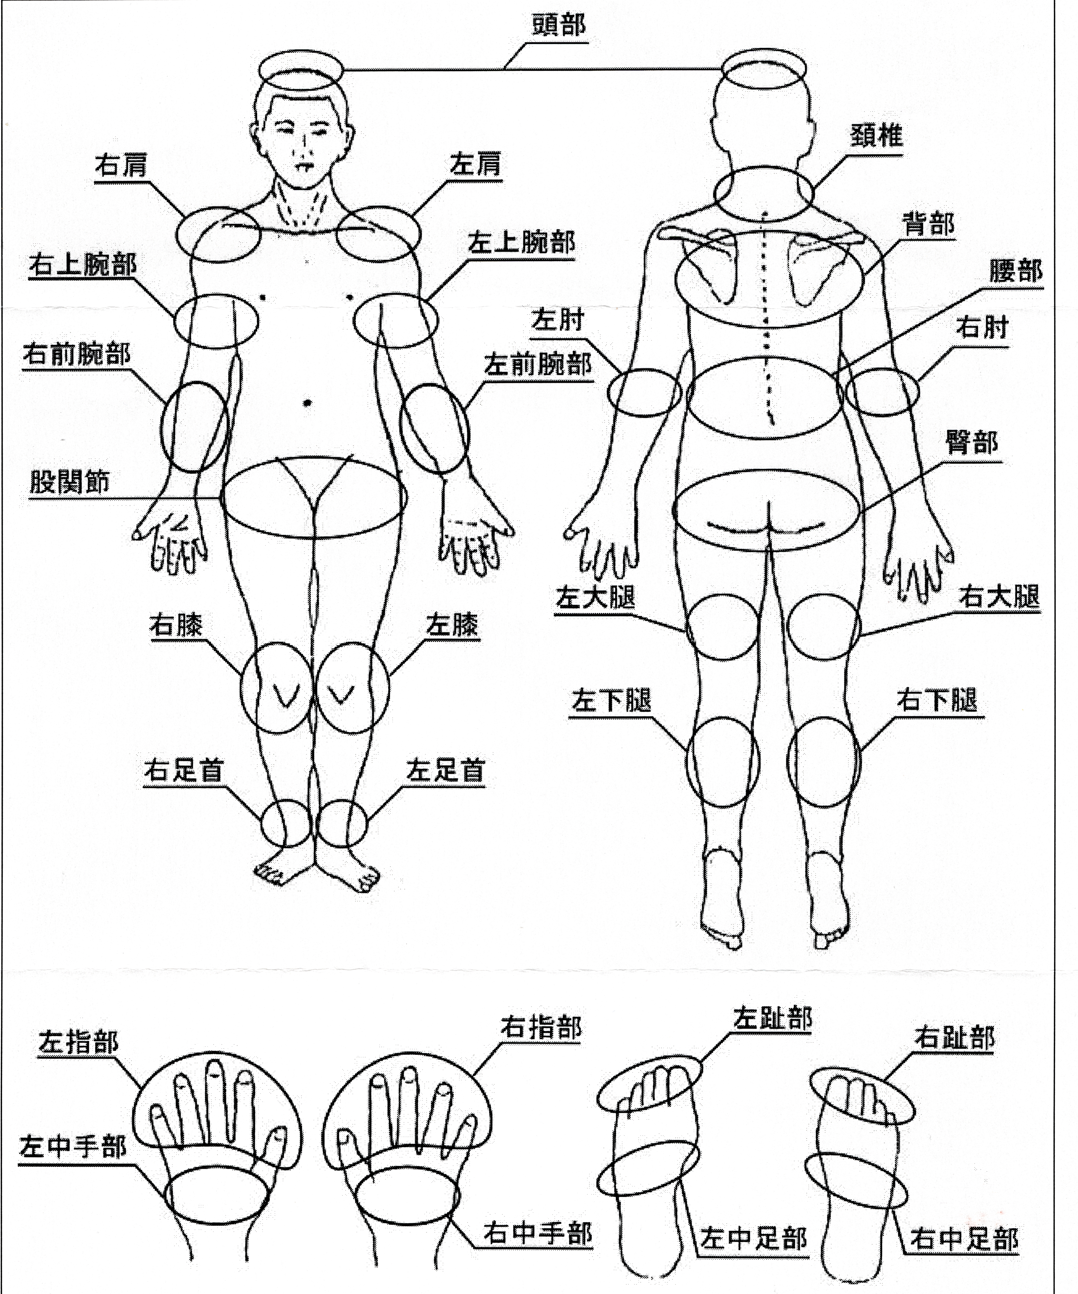 頭部
頚椎
右肩
左肩
背部
右上腕部
左上腕部
腰部
左肘
右肘
右前腕部
左前腕部
臀部
股関節
左大腿
右大腿
右膝
左膝
左下腿
右下腿
右足首
左足首
左指部
右指部
左趾部
右趾部
左中手部
右中手部
左中足部
右中足部